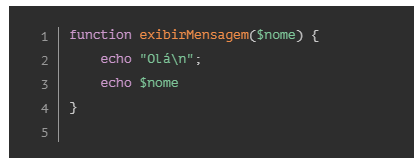 1 function exibirMensagem($nome) {
2     echo "Olá\n";
3     echo $nome
4 }
5